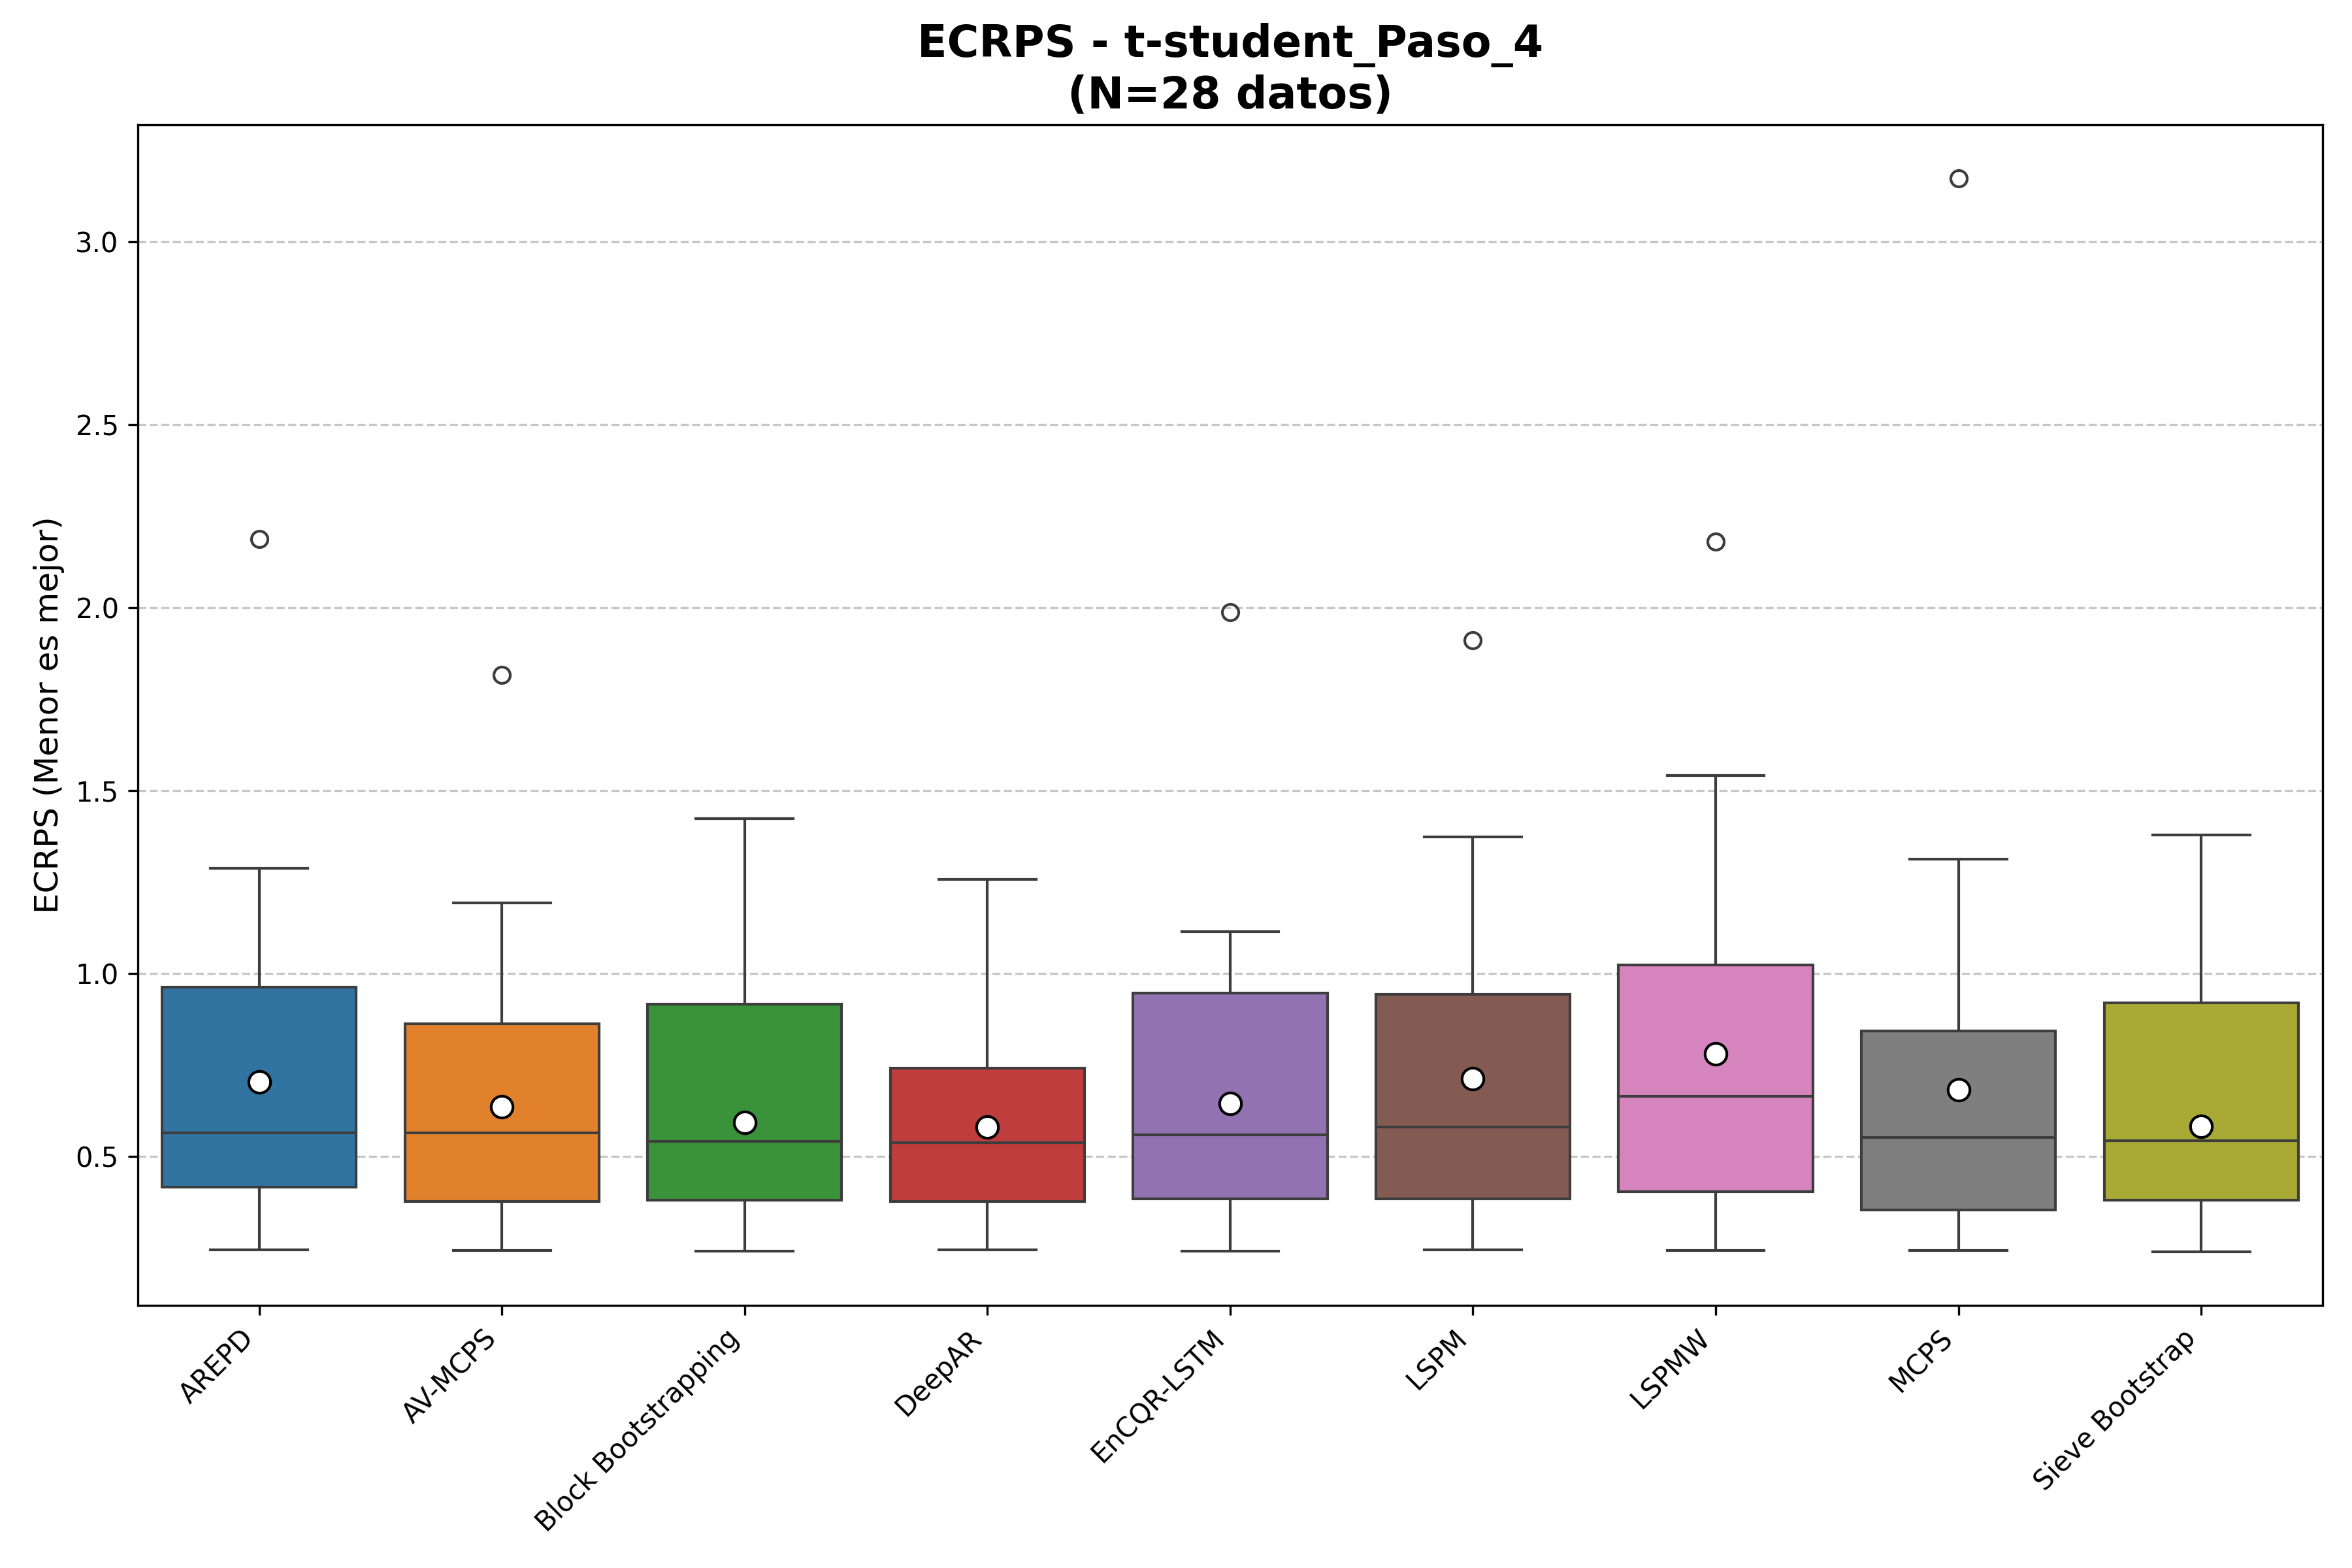 ECRPS - t-student_Paso_4
(N=28 datos)
ECRPS (Menor es mejor)
3.0
2.5
2.0
1.5
1.0
0.5
AREPD
AV-MCPS
Block Bootstrapping
DeepAR
EnCQR-LSTM
LSPM
LSPMW
MCPS
Sieve Bootstrap